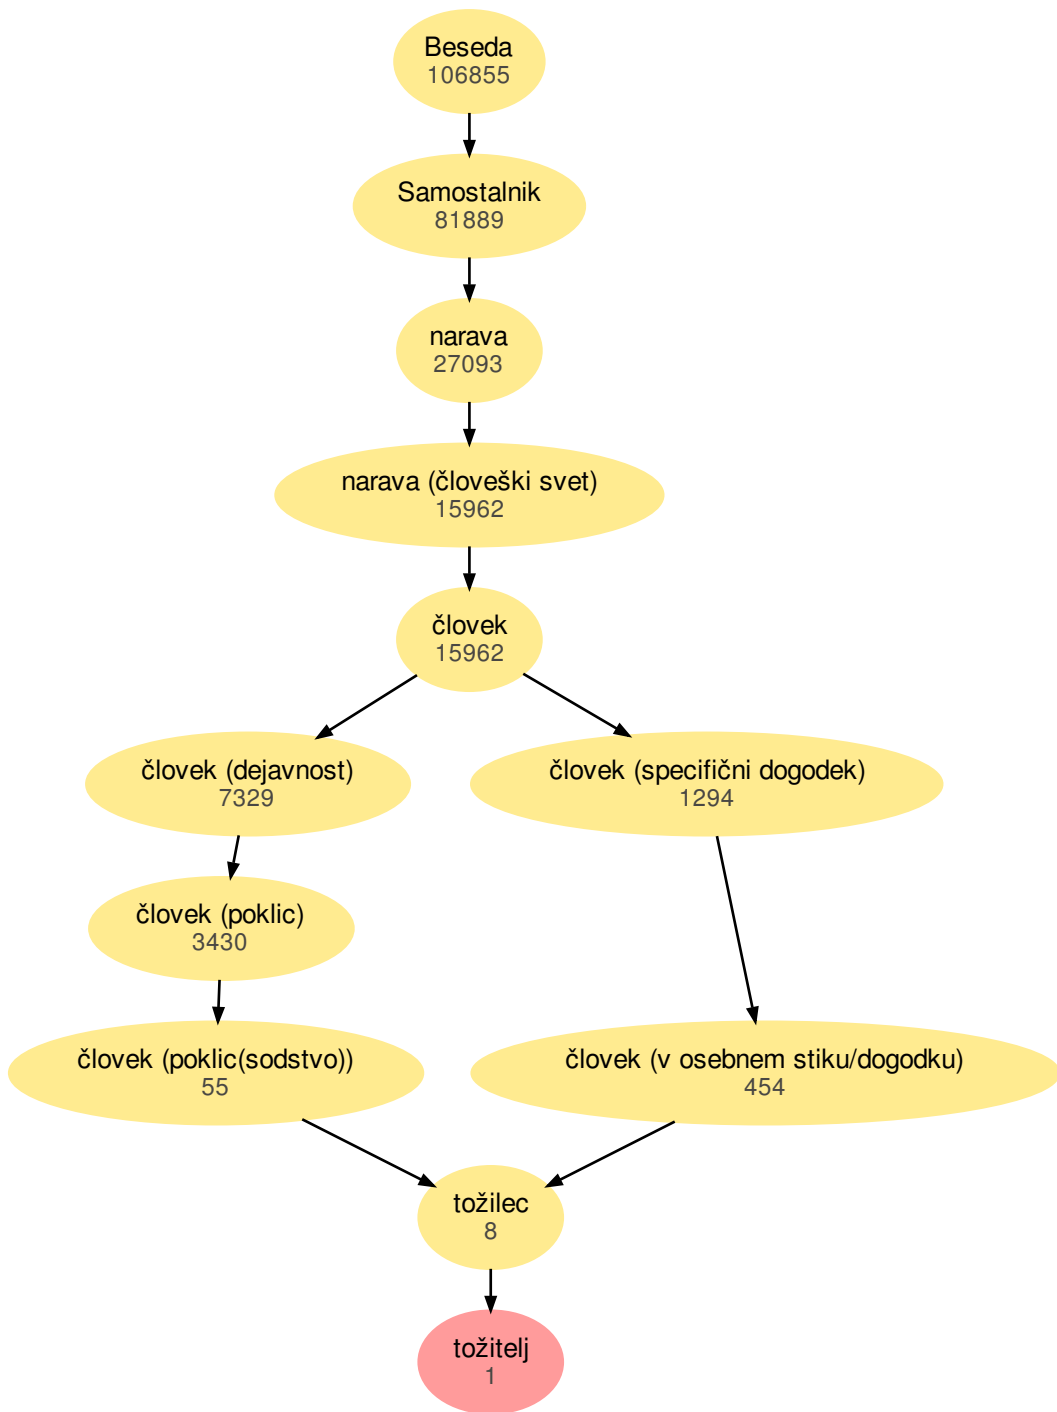 Beseda
106855
Samostalnik
81889
narava
27093
narava (človeški svet)
15962
človek
15962
človek (dejavnost)
7329
človek (specifični dogodek)
1294
človek (poklic)
3430
človek (poklic(sodstvo))
55
človek (v osebnem stiku/dogodku)
454
tožilec
8
tožitelj
1